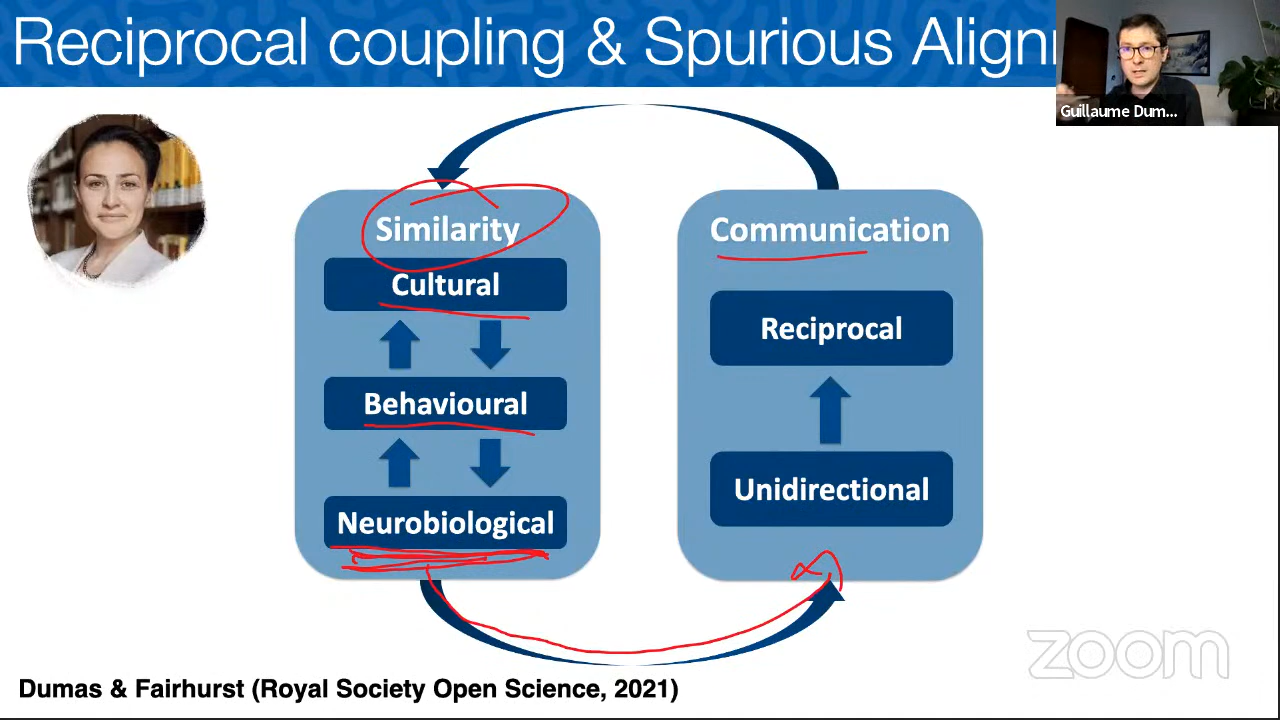 Reciprocal coupling & Spurious Align
Guillaume Dum...
Similarity
Cultural
Behavioural
Neurobiological
Communication
Reciprocal
Unidirectional
zoom
Dumas & Fairhurst (Royal Society Open Science, 2021)